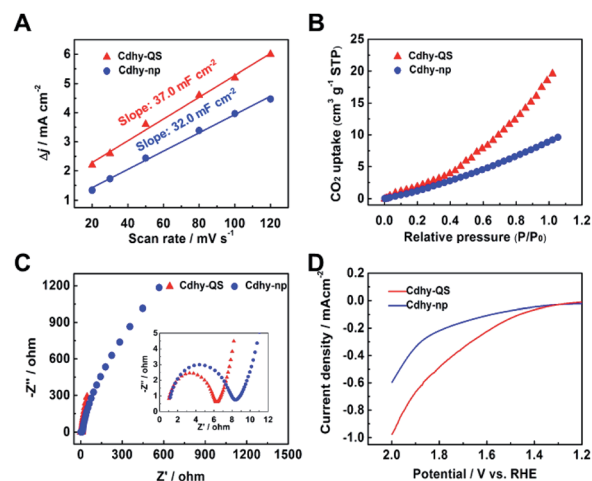 A
Cdhy-QS
Cdhy-np
Slope: 37.0 mF cm⁻²
Slope: 32.0 mF cm⁻²
6
5
4
3
2
1
20 40 60 80 100 120
Δj / mA cm⁻²
Scan rate / mV s⁻¹
B
Cdhy-QS
Cdhy-np
25
20
15
10
5
0
0.0 0.2 0.4 0.6 0.8 1.0
CO₂ uptake (cm³ g⁻¹ STP)
Relative pressure (P/P₀)
C
Cdhy-QS Cdhy-np
1200
900
600
300
0
0 300 600 900 1200 1500
-Z'' / ohm
Z' / ohm
5
4
3
2
1
0
0 2 4 6 8 10 12
-Z'' / ohm
Z' / ohm
D
Cdhy-QS
Cdhy-np
0.0
-0.2
-0.4
-0.6
-0.8
-1.0
2.0 1.8 1.6 1.4 1.2
Current density / mAcm⁻²
Potential / V vs. RHE